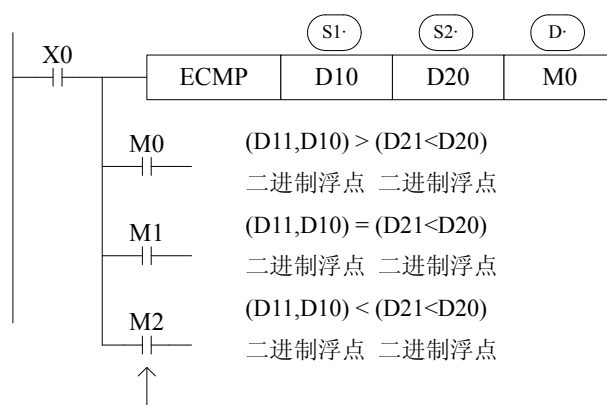 S1· S2· D·
X0
ECMP D10 D20 M0
M0 (D11,D10) > (D21<D20)
二进制浮点 二进制浮点
M1 (D11,D10) = (D21<D20)
二进制浮点 二进制浮点
M2 (D11,D10) < (D21<D20)
二进制浮点 二进制浮点